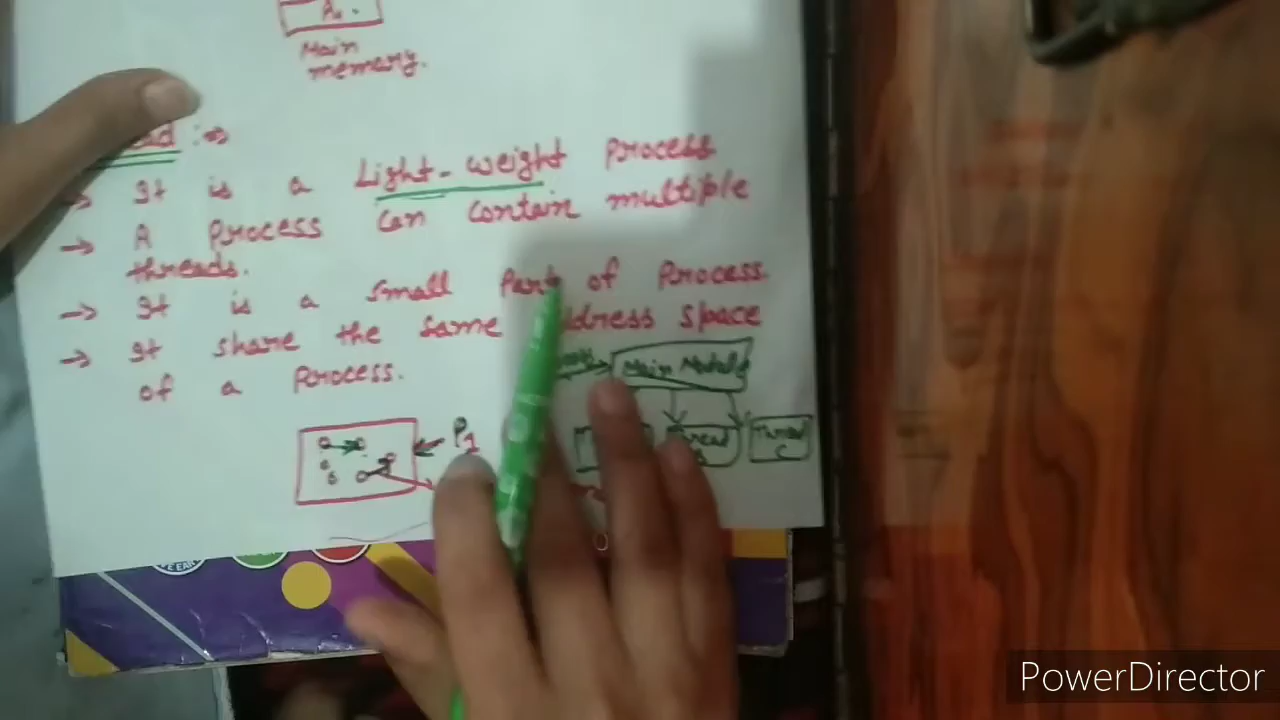 A.
Main
memory.
:→
→ It is a Light-weight process
→ A Process can contain multiple
threads.
→ It is a small Part of Process.
→ It share the same address space
of a Process.
Main Module
P1
Thread
C
PowerDirector